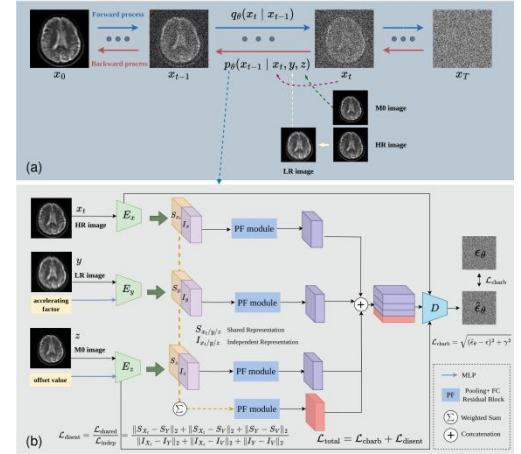 Forward process
Backward process
q_θ(x_t | x_{t−1})
p_θ(x_{t−1} | x_t, y, z)
x_0
x_{t−1}
x_t
x_T
M0 image
HR image
LR image
(a)
x_t
HR image
E_x
S_{x_t}
I_x
PF module
y
LR image
accelerating
factor
E_y
S_y
I_y
PF module
S_{x_t/y/z} Shared Representation
I_{x_t/y/z} Independent Representation
z
M0 image
offset value
E_z
S_z
I_z
PF module
Σ
PF module
+
D
ϵ_θ
ℒ_charb
ϵ̂_θ
ℒ_charb = √((ϵ̂_θ − ϵ)² + γ²)
MLP
PF Pooling+ FC
Residual Block
Σ Weighted Sum
+ Concatenation
(b)
ℒ_disent = ℒ_shared / ℒ_indep = (‖S_{X_t} − S_Y‖_2 + ‖S_{X_t} − S_Y‖_2 + ‖S_Y − S_Y‖_2) / (‖I_{X_t} − I_Y‖_2 + ‖I_{X_t} − I_Y‖_2 + ‖I_Y − I_Y‖_2)
ℒ_total = ℒ_charb + ℒ_disent